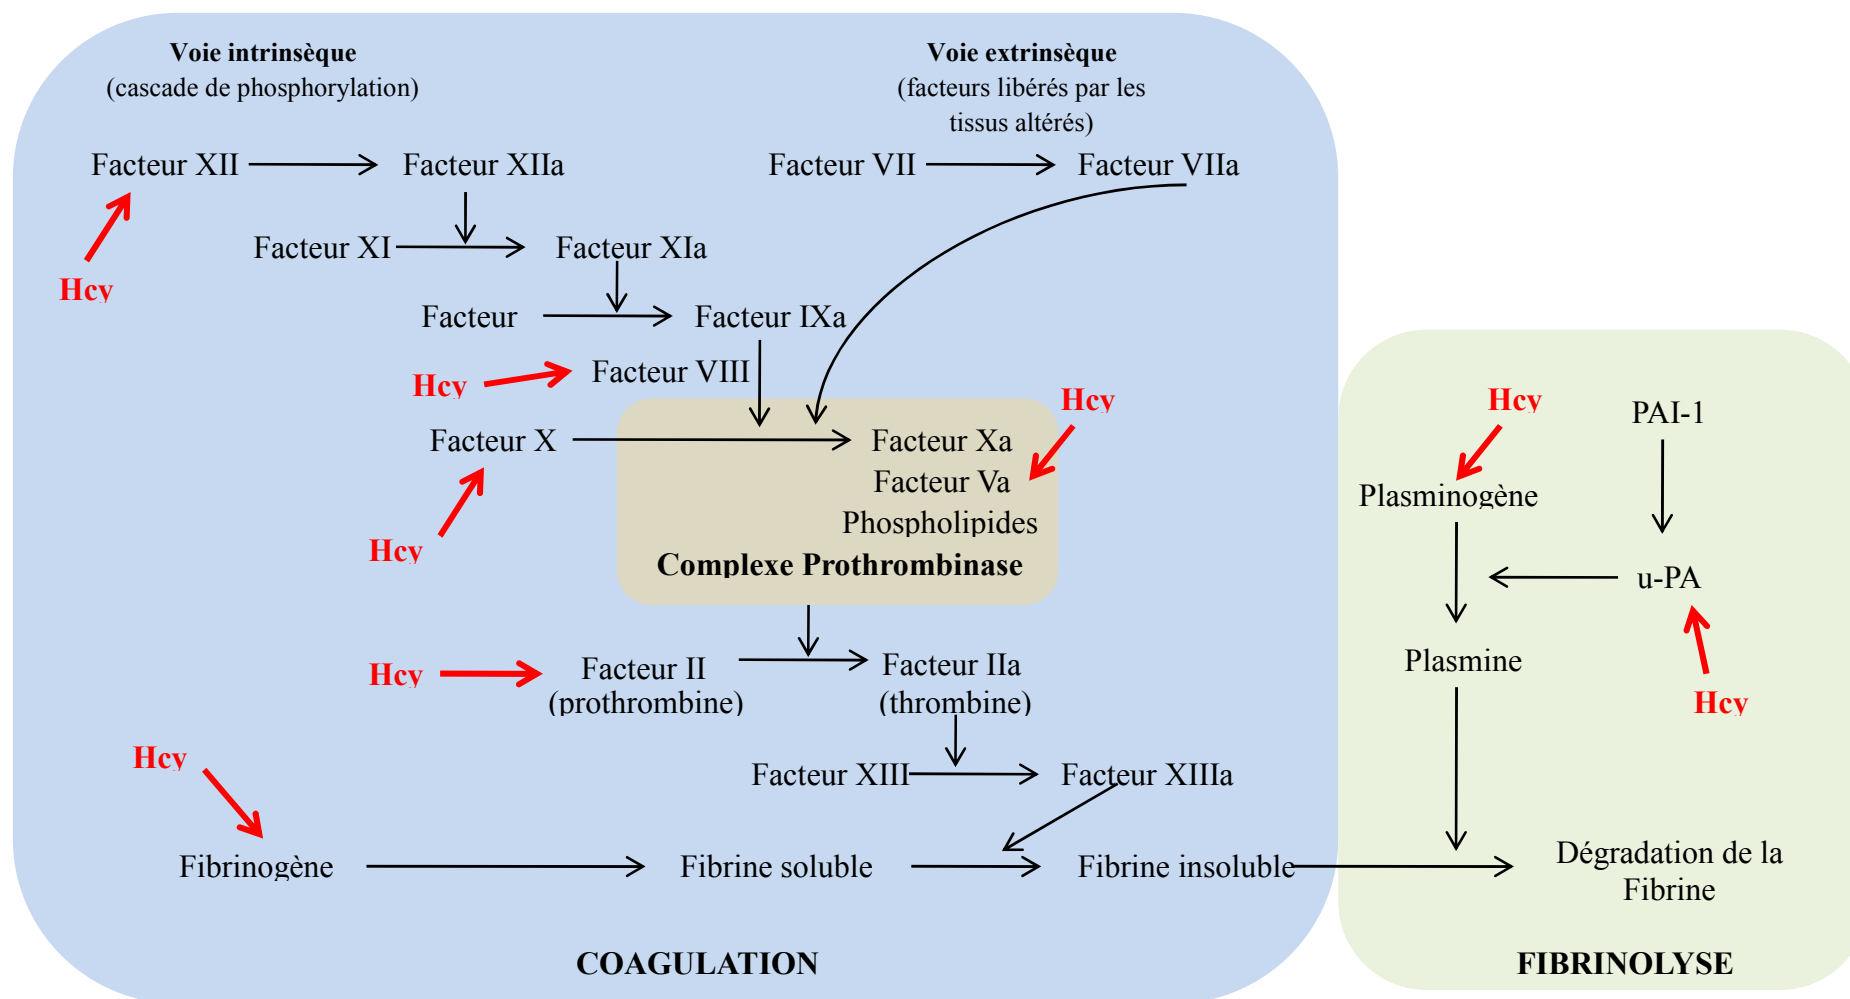 Voie intrinsèque
(cascade de phosphorylation)
Voie extrinsèque
(facteurs libérés par les
tissus altérés)
Facteur XII
Facteur XIIa
Facteur VII
Facteur VIIa
Hcy
Facteur XI
Facteur XIa
Facteur
Facteur IXa
Hcy
Facteur VIII
Hcy
Facteur X
Facteur Xa
Facteur Va
Phospholipides
Complexe Prothrombinase
Hcy
Hcy
Facteur II
(prothrombine)
Facteur IIa
(thrombine)
Hcy
Facteur XIII
Facteur XIIIa
Fibrinogène
Fibrine soluble
Fibrine insoluble
COAGULATION
Hcy
PAI-1
Plasminogène
u-PA
Plasmine
Hcy
Dégradation de la
Fibrine
FIBRINOLYSE